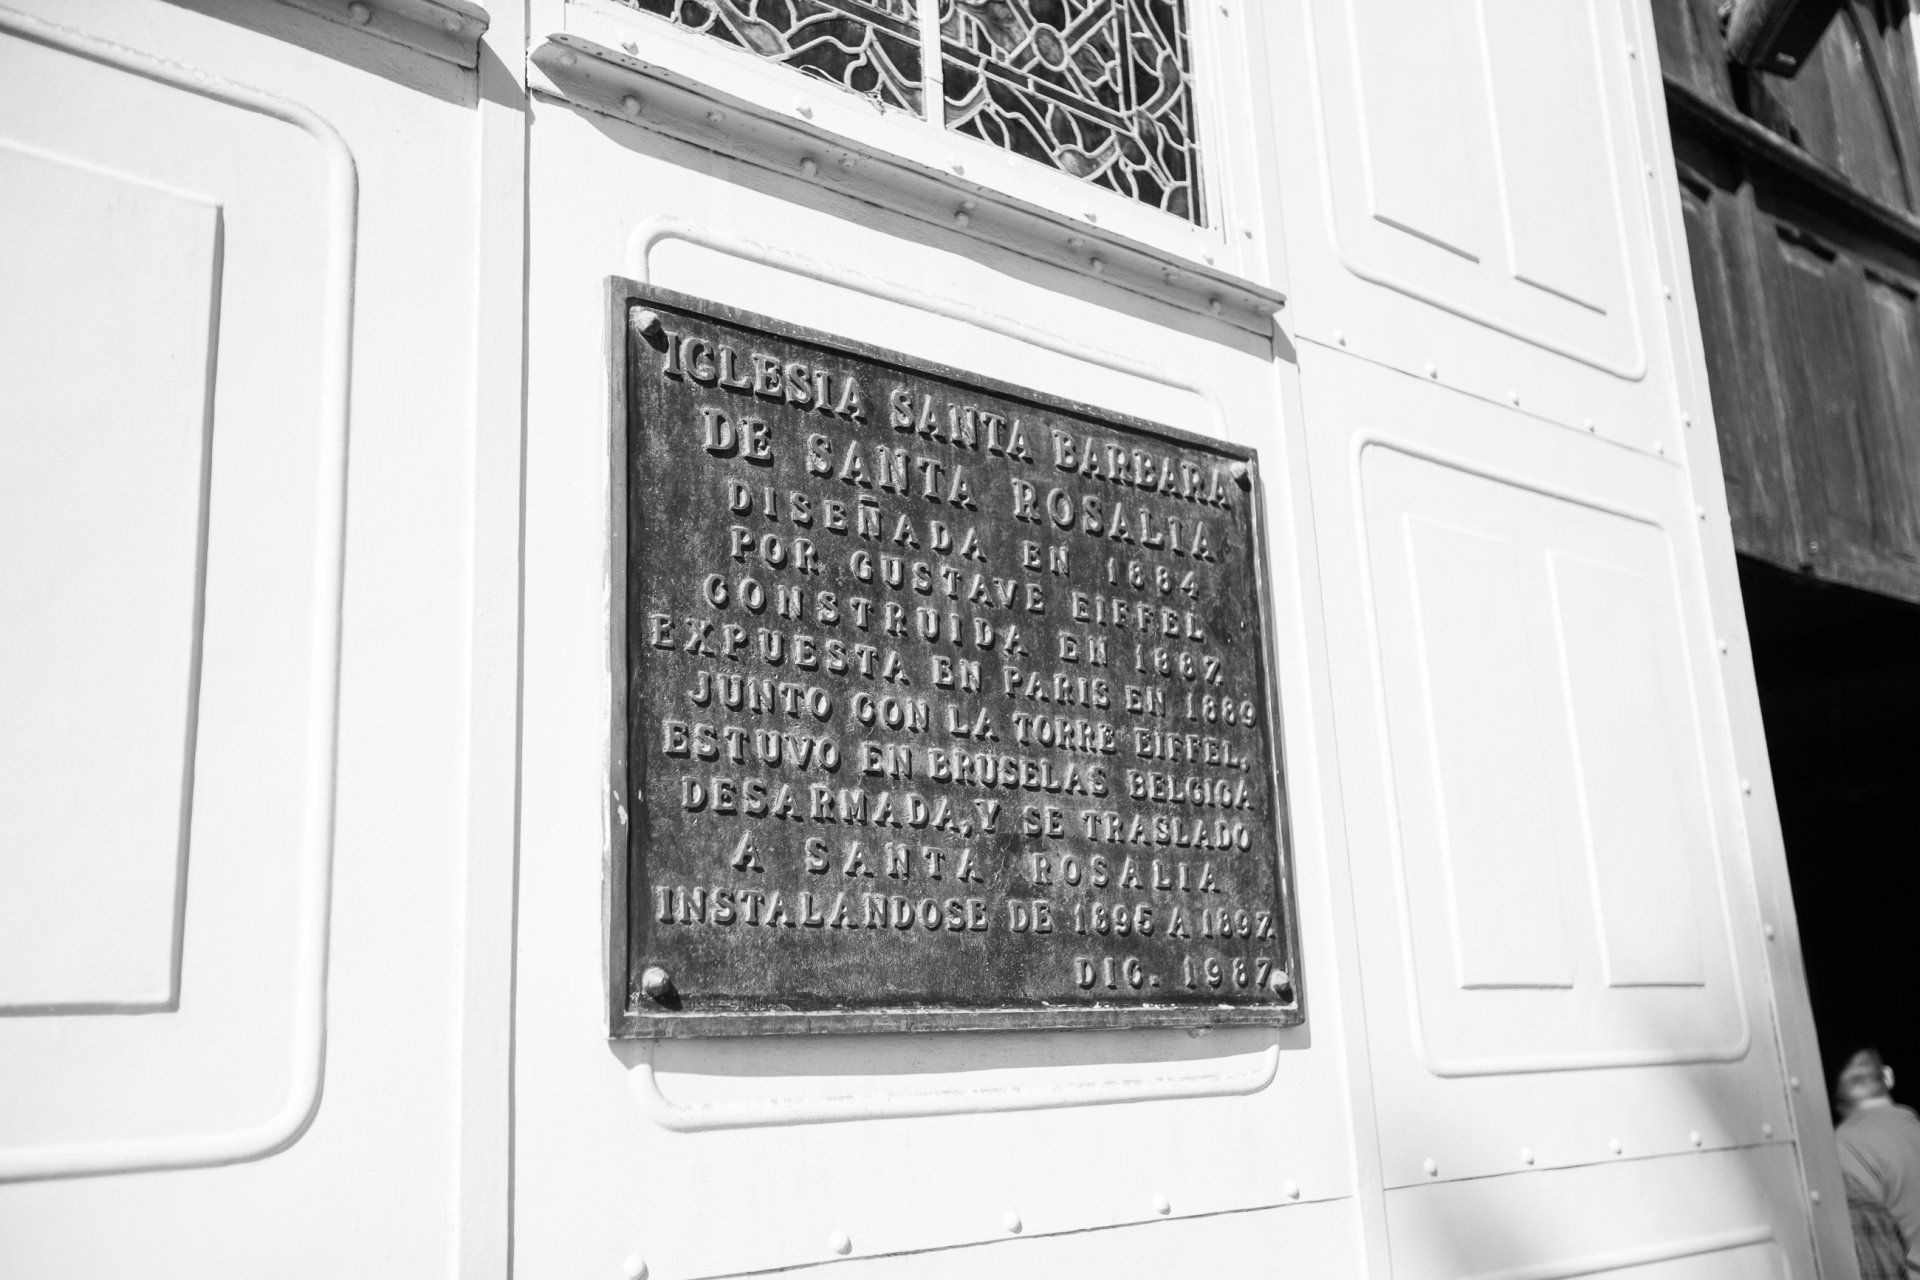 IGLESIA SANTA BARBARA
DE SANTA ROSALIA
DISEÑADA EN 1884
POR GUSTAVE EIFFEL
CONSTRUIDA EN 1887.
EXPUESTA EN PARIS EN 1889
JUNTO CON LA TORRE EIFFEL,
ESTUVO EN BRUSELAS BELGICA
DESARMADA, Y SE TRASLADO
A SANTA ROSALIA
INSTALANDOSE DE 1895 A 1897.
DIC. 1987